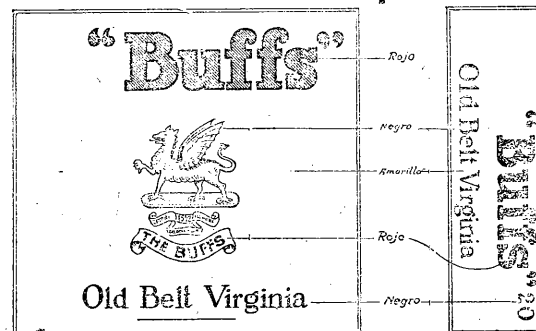 “Buffs”
Rojo
Negro
Amarillo
THE BUFFS
Rojo
Old Belt Virginia
Negro
Old Belt Virginia
“Buffs” 20